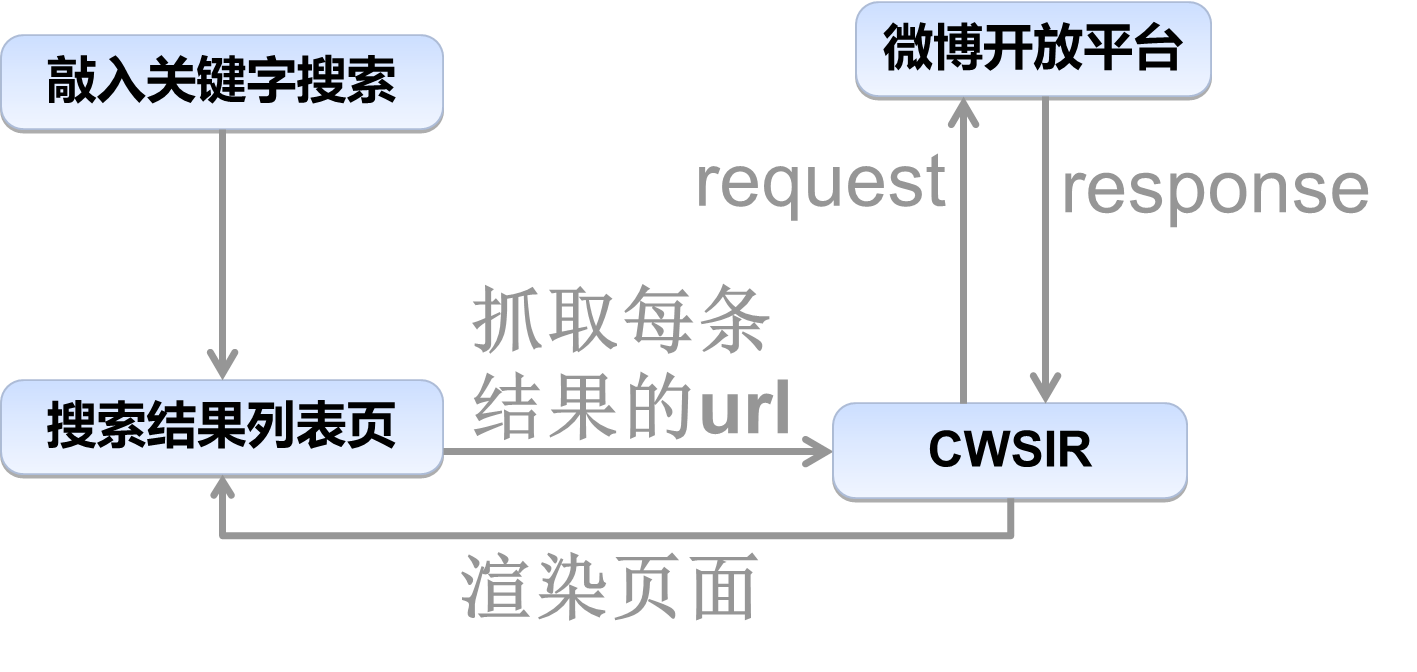 敲入关键字搜索
微博开放平台
request
response
抓取每条
结果的url
搜索结果列表页
CWSIR
渲染页面